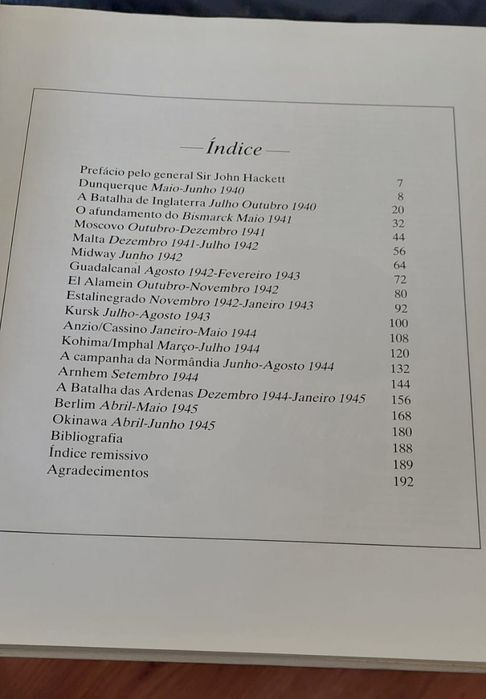 — Índice —
Prefácio pelo general Sir John Hackett 7
Dunquerque Maio-Junho 1940 8
A Batalha de Inglaterra Julho Outubro 1940 20
O afundamento do Bismarck Maio 1941 32
Moscovo Outubro-Dezembro 1941 44
Malta Dezembro 1941-Julho 1942 56
Midway Junho 1942 64
Guadalcanal Agosto 1942-Fevereiro 1943 72
El Alamein Outubro-Novembro 1942 80
Estalinegrado Novembro 1942-Janeiro 1943 92
Kursk Julho-Agosto 1943 100
Anzio/Cassino Janeiro-Maio 1944 108
Kohima/Imphal Março-Julho 1944 120
A campanha da Normândia Junho-Agosto 1944 132
Arnhem Setembro 1944 144
A Batalha das Ardenas Dezembro 1944-Janeiro 1945 156
Berlim Abril-Maio 1945 168
Okinawa Abril-Junho 1945 180
Bibliografia 188
Índice remissivo 189
Agradecimentos 192